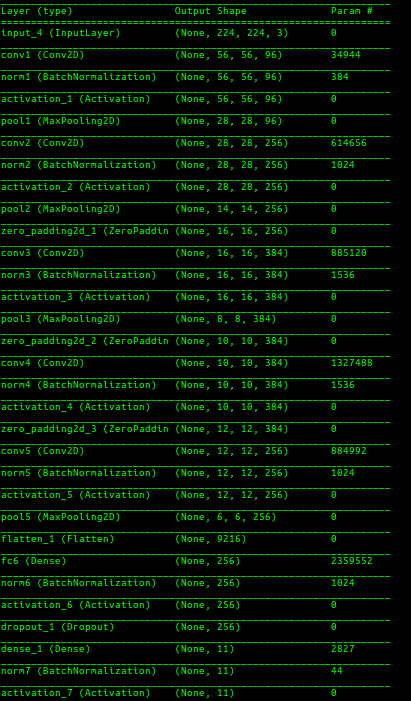 Layer (type) Output Shape Param #
input_4 (InputLayer) (None, 224, 224, 3) 0
conv1 (Conv2D) (None, 56, 56, 96) 34944
norm1 (BatchNormalization) (None, 56, 56, 96) 384
activation_1 (Activation) (None, 56, 56, 96) 0
pool1 (MaxPooling2D) (None, 28, 28, 96) 0
conv2 (Conv2D) (None, 28, 28, 256) 614656
norm2 (BatchNormalization) (None, 28, 28, 256) 1024
activation_2 (Activation) (None, 28, 28, 256) 0
pool2 (MaxPooling2D) (None, 14, 14, 256) 0
zero_padding2d_1 (ZeroPaddin (None, 16, 16, 256) 0
conv3 (Conv2D) (None, 16, 16, 384) 885120
norm3 (BatchNormalization) (None, 16, 16, 384) 1536
activation_3 (Activation) (None, 16, 16, 384) 0
pool3 (MaxPooling2D) (None, 8, 8, 384) 0
zero_padding2d_2 (ZeroPaddin (None, 10, 10, 384) 0
conv4 (Conv2D) (None, 10, 10, 384) 1327488
norm4 (BatchNormalization) (None, 10, 10, 384) 1536
activation_4 (Activation) (None, 10, 10, 384) 0
zero_padding2d_3 (ZeroPaddin (None, 12, 12, 384) 0
conv5 (Conv2D) (None, 12, 12, 256) 884992
norm5 (BatchNormalization) (None, 12, 12, 256) 1024
activation_5 (Activation) (None, 12, 12, 256) 0
pool5 (MaxPooling2D) (None, 6, 6, 256) 0
flatten_1 (Flatten) (None, 9216) 0
fc6 (Dense) (None, 256) 2359552
norm6 (BatchNormalization) (None, 256) 1024
activation_6 (Activation) (None, 256) 0
dropout_1 (Dropout) (None, 256) 0
dense_1 (Dense) (None, 11) 2827
norm7 (BatchNormalization) (None, 11) 44
activation_7 (Activation) (None, 11) 0